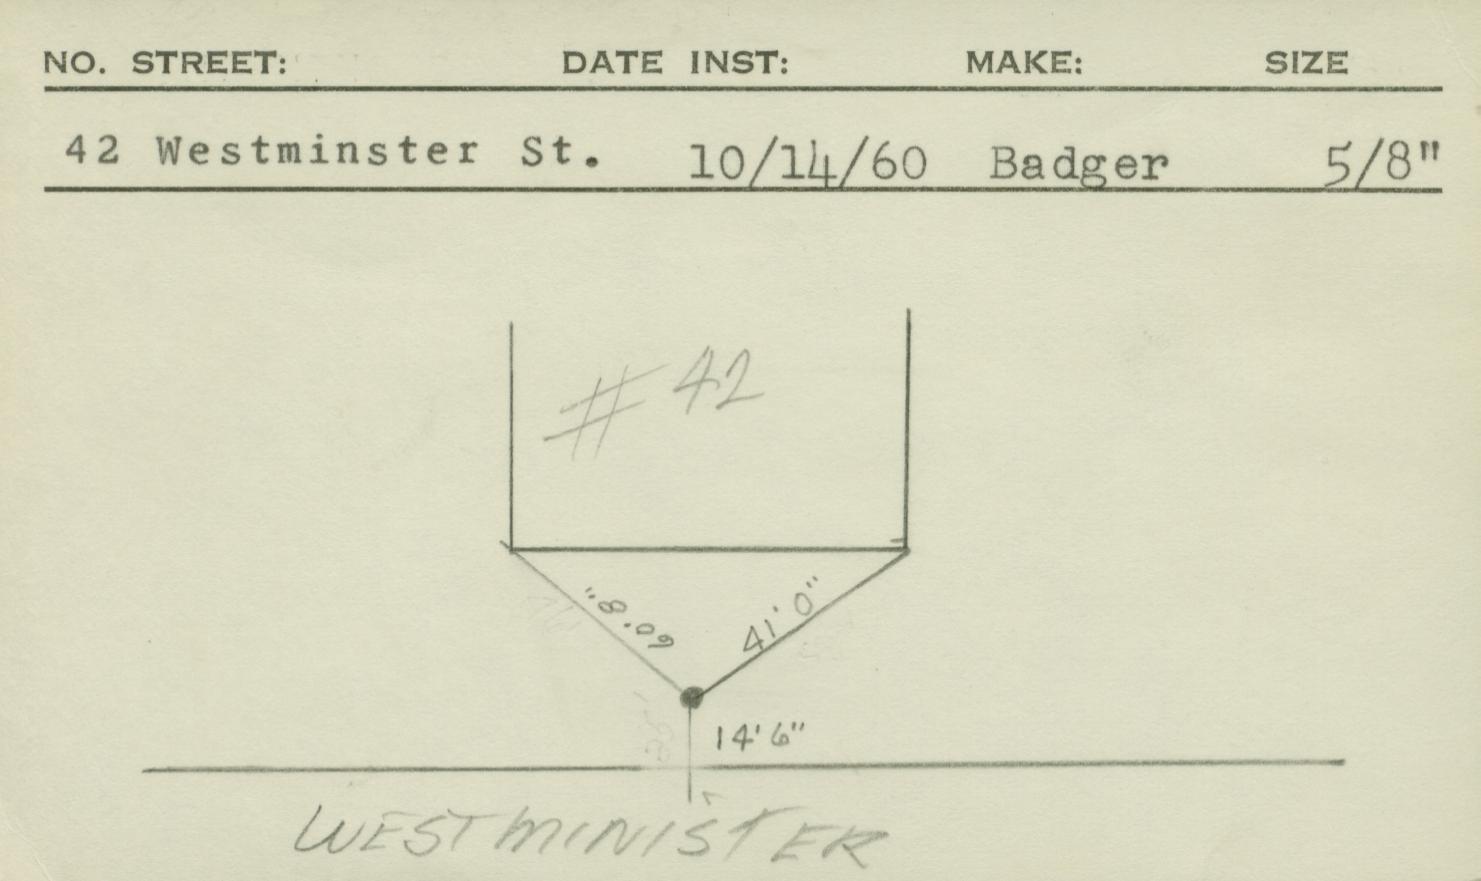 NO. STREET: DATE INST: MAKE: SIZE
42 Westminster St. 10/14/60 Badger 5/8"
# 42
60'8"
41'0"
14'6"
WESTMINISTER